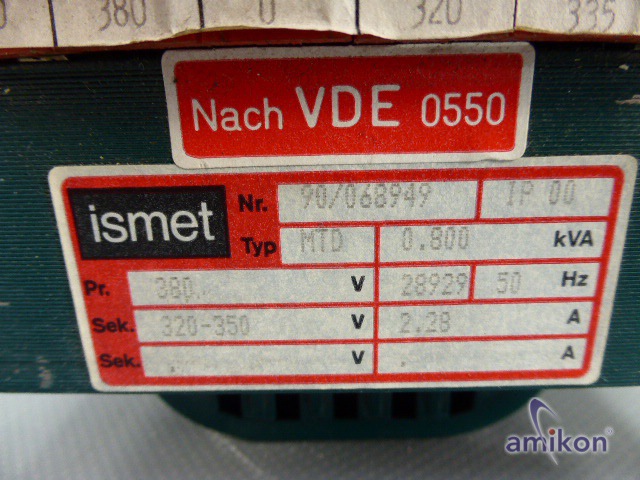 380 0 320 335
Nach VDE 0550
ismet Nr. 90/068949 IP 00
Typ MTD 0.800 kVA
Pr. 380 V 28929 50 Hz
Sek. 320-350 V 2.28 A
Sek. . V . A
amikon